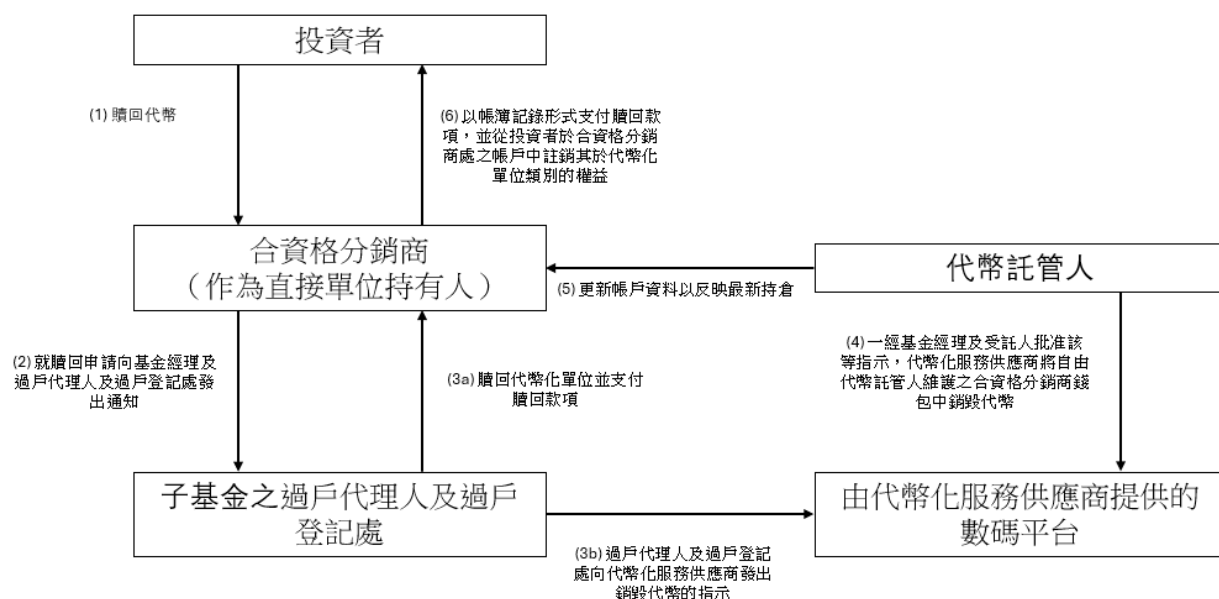 投資者
(1) 贖回代幣
(6) 以帳簿記錄形式支付贖回款
項，並從投資者於合資格分銷
商處之帳戶中註銷其於代幣化
單位類別的權益
合資格分銷商
（作為直接單位持有人）
代幣託管人
(5) 更新帳戶資料以反映最新持倉
(2) 就贖回申請向基金經理及
過戶代理人及過戶登記處發
出通知
(3a) 贖回代幣化單位並支付
贖回款項
(4) 一經基金經理及受託人批准該
等指示，代幣化服務供應商將自由
代幣託管人維護之合資格分銷商錢
包中銷毀代幣
子基金之過戶代理人及過戶
登記處
由代幣化服務供應商提供的
數碼平台
(3b) 過戶代理人及過戶登記
處向代幣化服務供應商發出
銷毀代幣的指示